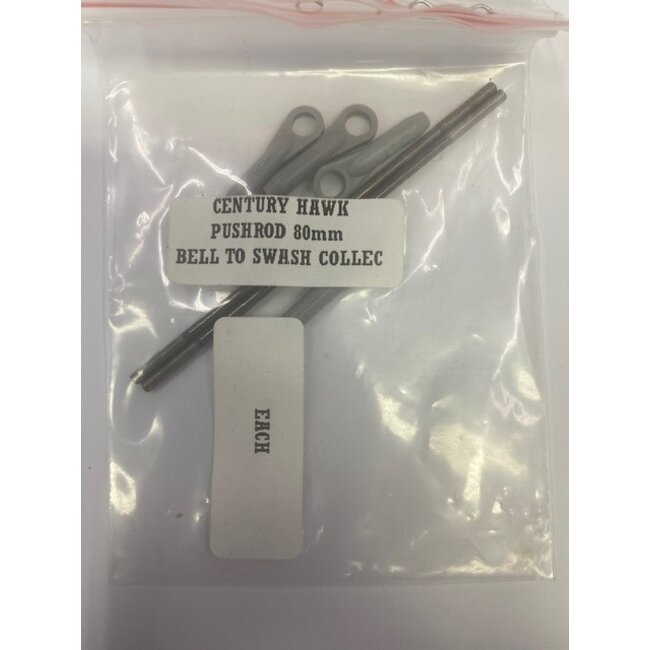 CENTURY HAWK
PUSHROD 80mm
BELL TO SWASH COLLEC
EACH